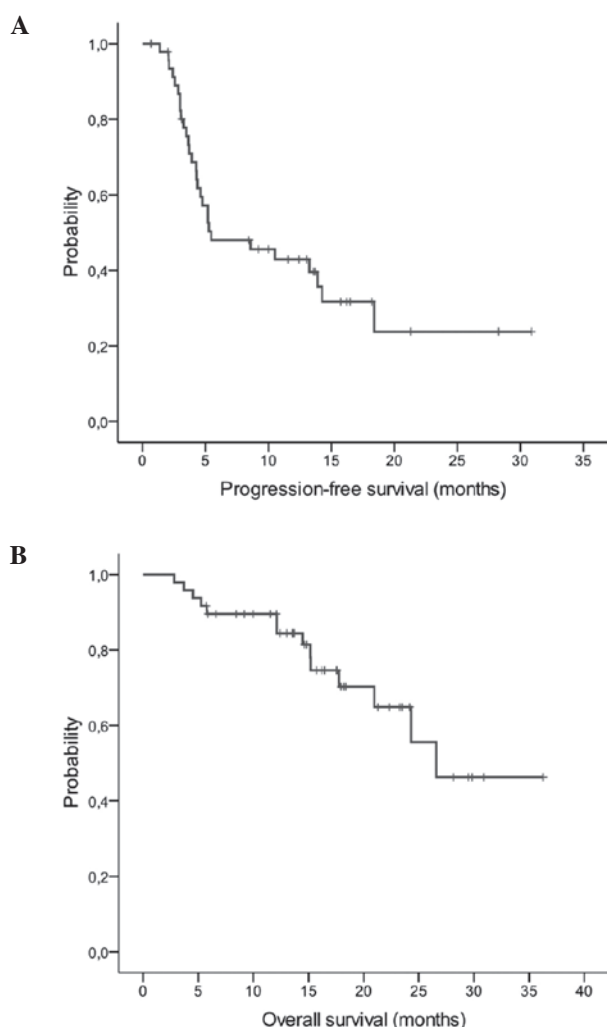 A
1,0
0,8
0,6
0,4
0,2
0,0
Probability
0 5 10 15 20 25 30 35
Progression-free survival (months)
B
1,0
0,8
0,6
0,4
0,2
0,0
Probability
0 5 10 15 20 25 30 35 40
Overall survival (months)